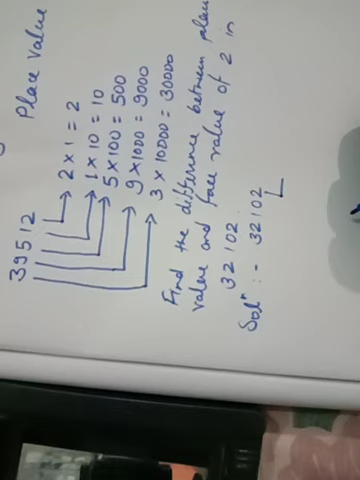 Place Value
39512
2 x 1 = 2
1 x 10 = 10
5 x 100 = 500
9 x 1000 = 9000
3 x 10000 = 30000
Find the difference between place
value and face value of 2 in
32102.
Solⁿ :- 32102